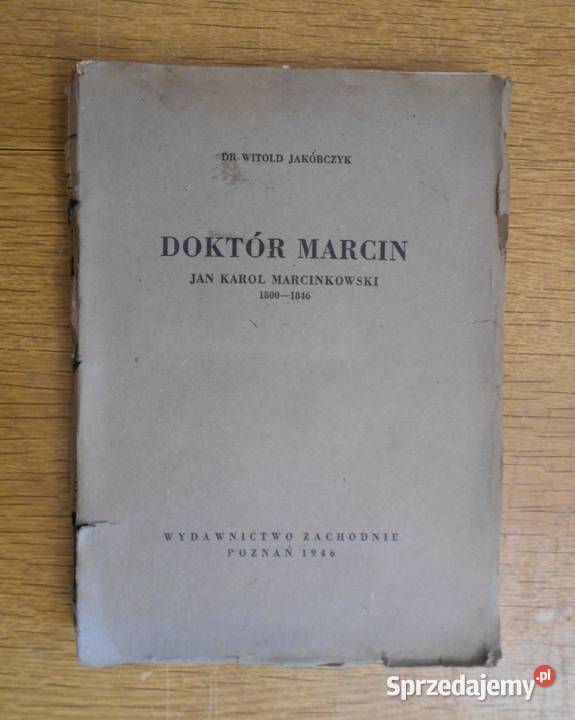 DR WITOLD JAKÓBCZYK
DOKTÓR MARCIN
JAN KAROL MARCINKOWSKI
1800—1846
WYDAWNICTWO ZACHODNIE
POZNAŃ 1946
Sprzedajemy.pl